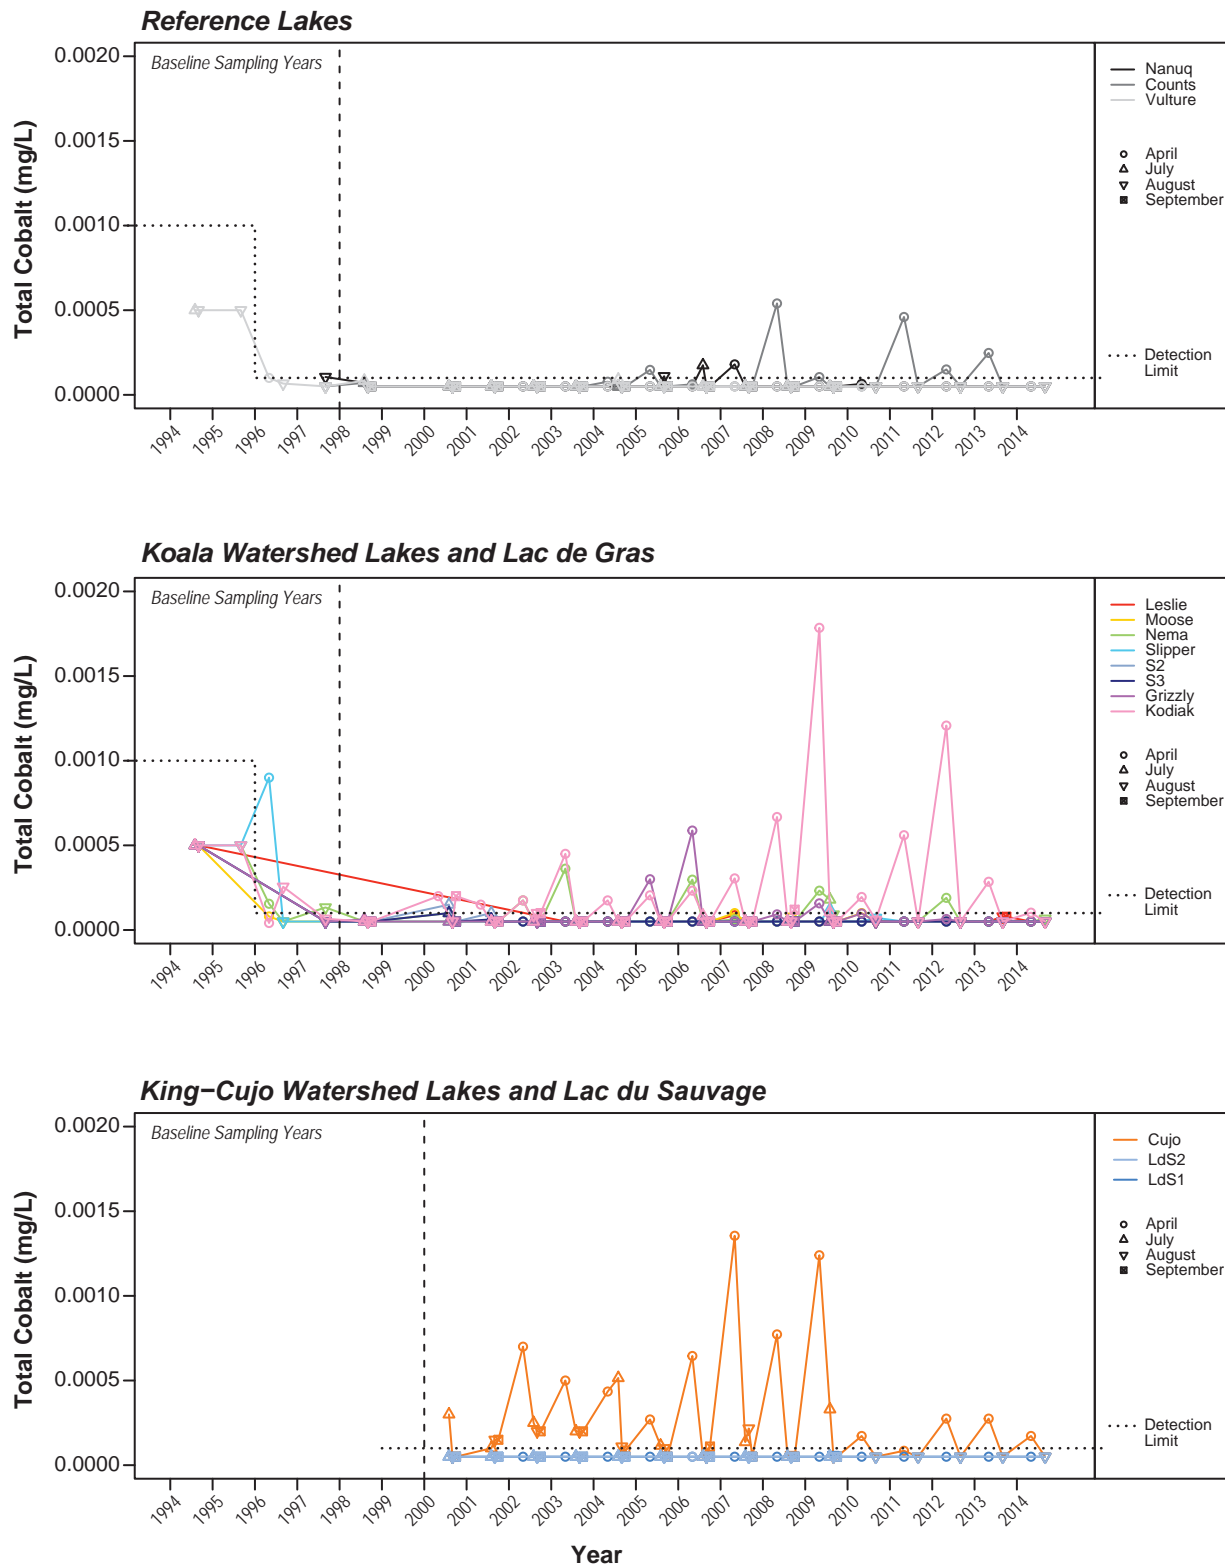 Reference Lakes
Total Cobalt (mg/L)
0.0020
0.0015
0.0010
0.0005
0.0000
Baseline Sampling Years
Nanuq
Counts
Vulture
April
July
August
September
Detection
Limit
1994 1995 1996 1997 1998 1999 2000 2001 2002 2003 2004 2005 2006 2007 2008 2009 2010 2011 2012 2013 2014
Koala Watershed Lakes and Lac de Gras
Total Cobalt (mg/L)
0.0020
0.0015
0.0010
0.0005
0.0000
Baseline Sampling Years
Leslie
Moose
Nema
Slipper
S2
S3
Grizzly
Kodiak
April
July
August
September
Detection
Limit
1994 1995 1996 1997 1998 1999 2000 2001 2002 2003 2004 2005 2006 2007 2008 2009 2010 2011 2012 2013 2014
King−Cujo Watershed Lakes and Lac du Sauvage
Total Cobalt (mg/L)
0.0020
0.0015
0.0010
0.0005
0.0000
Baseline Sampling Years
Cujo
LdS2
LdS1
April
July
August
September
Detection
Limit
1994 1995 1996 1997 1998 1999 2000 2001 2002 2003 2004 2005 2006 2007 2008 2009 2010 2011 2012 2013 2014
Year